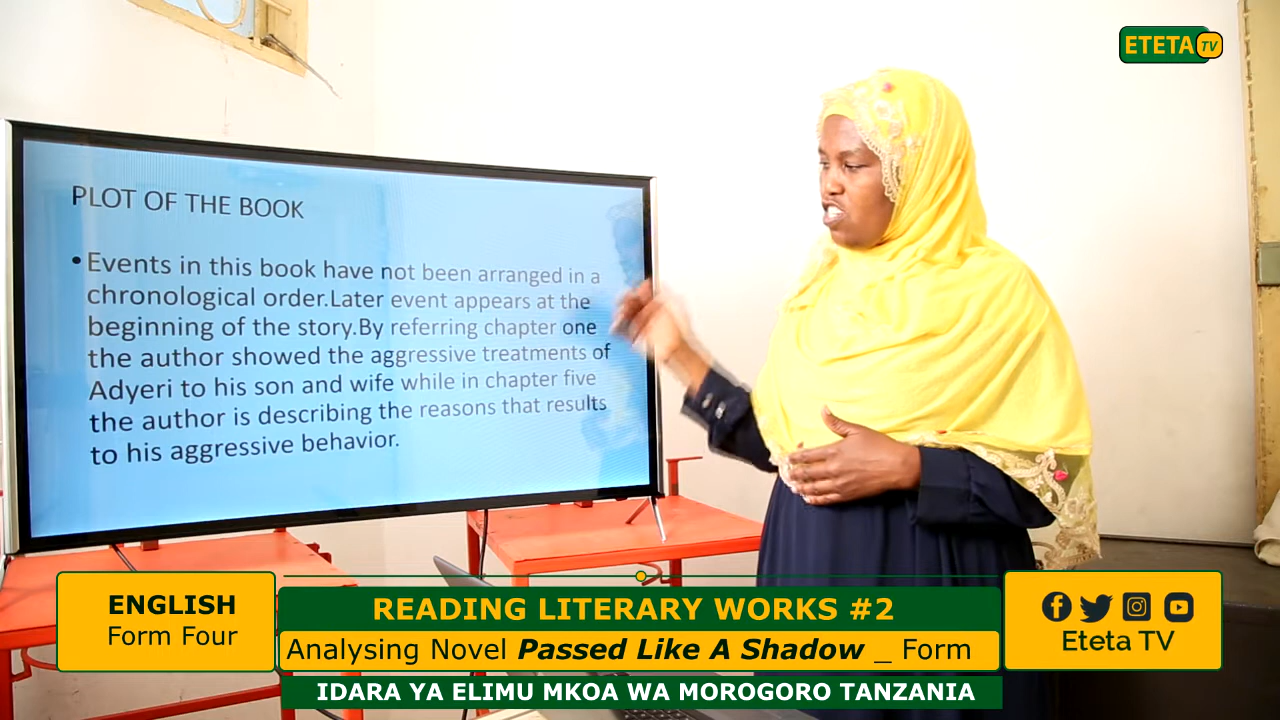 ETETA TV
PLOT OF THE BOOK
•Events in this book have not been arranged in a
chronological order.Later event appears at the
beginning of the story.By referring chapter one
the author showed the aggressive treatments of
Adyeri to his son and wife while in chapter five
the author is describing the reasons that results
to his aggressive behavior.
ENGLISH
Form Four
READING LITERARY WORKS #2
Analysing Novel Passed Like A Shadow _ Form
Eteta TV
IDARA YA ELIMU MKOA WA MOROGORO TANZANIA